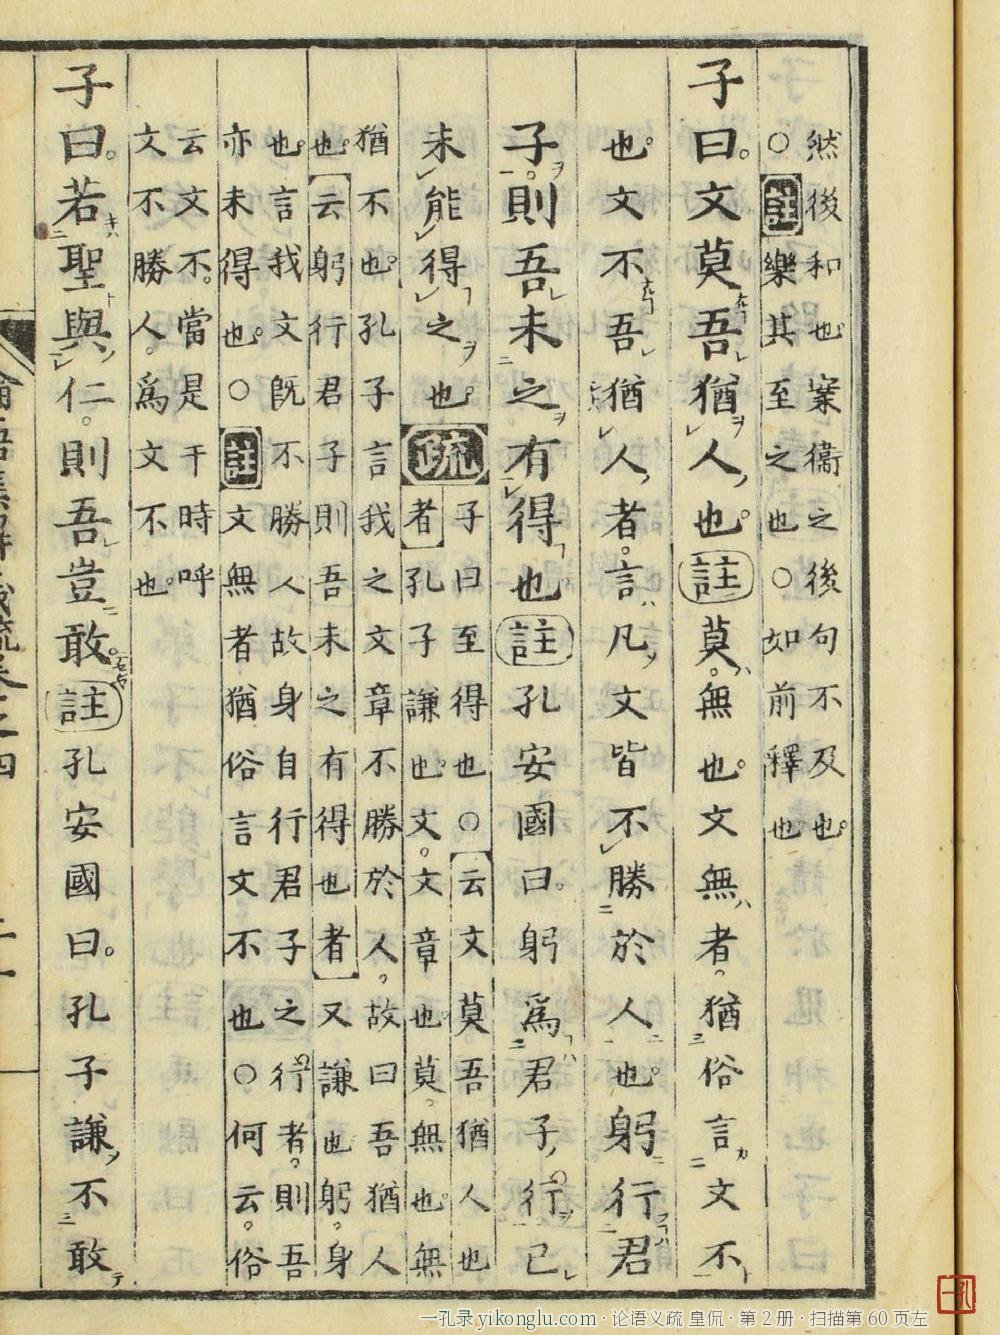 然後和也。案衞之後句不及也。
○註樂其至之也○如前釋也
子曰。文莫吾猶人也。註莫。無也。文無者。猶俗言文不
也。文不吾猶人者。言凡文皆不勝於人也。躬行君
子。則吾未之有得也。註孔安國曰。躬爲君子。行已
未能得之也。疏
子曰至得也○云文莫吾猶人也
者孔子謙也。文。文章也。莫。無也。無
猶不也。孔子言我之文章不勝於人。故曰吾猶人
也。云躬行君子則吾未之有得也者又謙也躬。身
也。言我文既不勝人故身自行君子之行者。則吾
亦未得也。○註文無者猶俗言文不也○何云。俗
云文不。當是于時呼
文不勝人。爲文不也。
子曰。若聖與仁。則吾豈敢。註孔安國曰。孔子謙不敢
論語集解義疏卷之四
一孔录 yikonglu.com · 论语义疏 皇侃 · 第 2 册 · 扫描第 60 页左
一孔